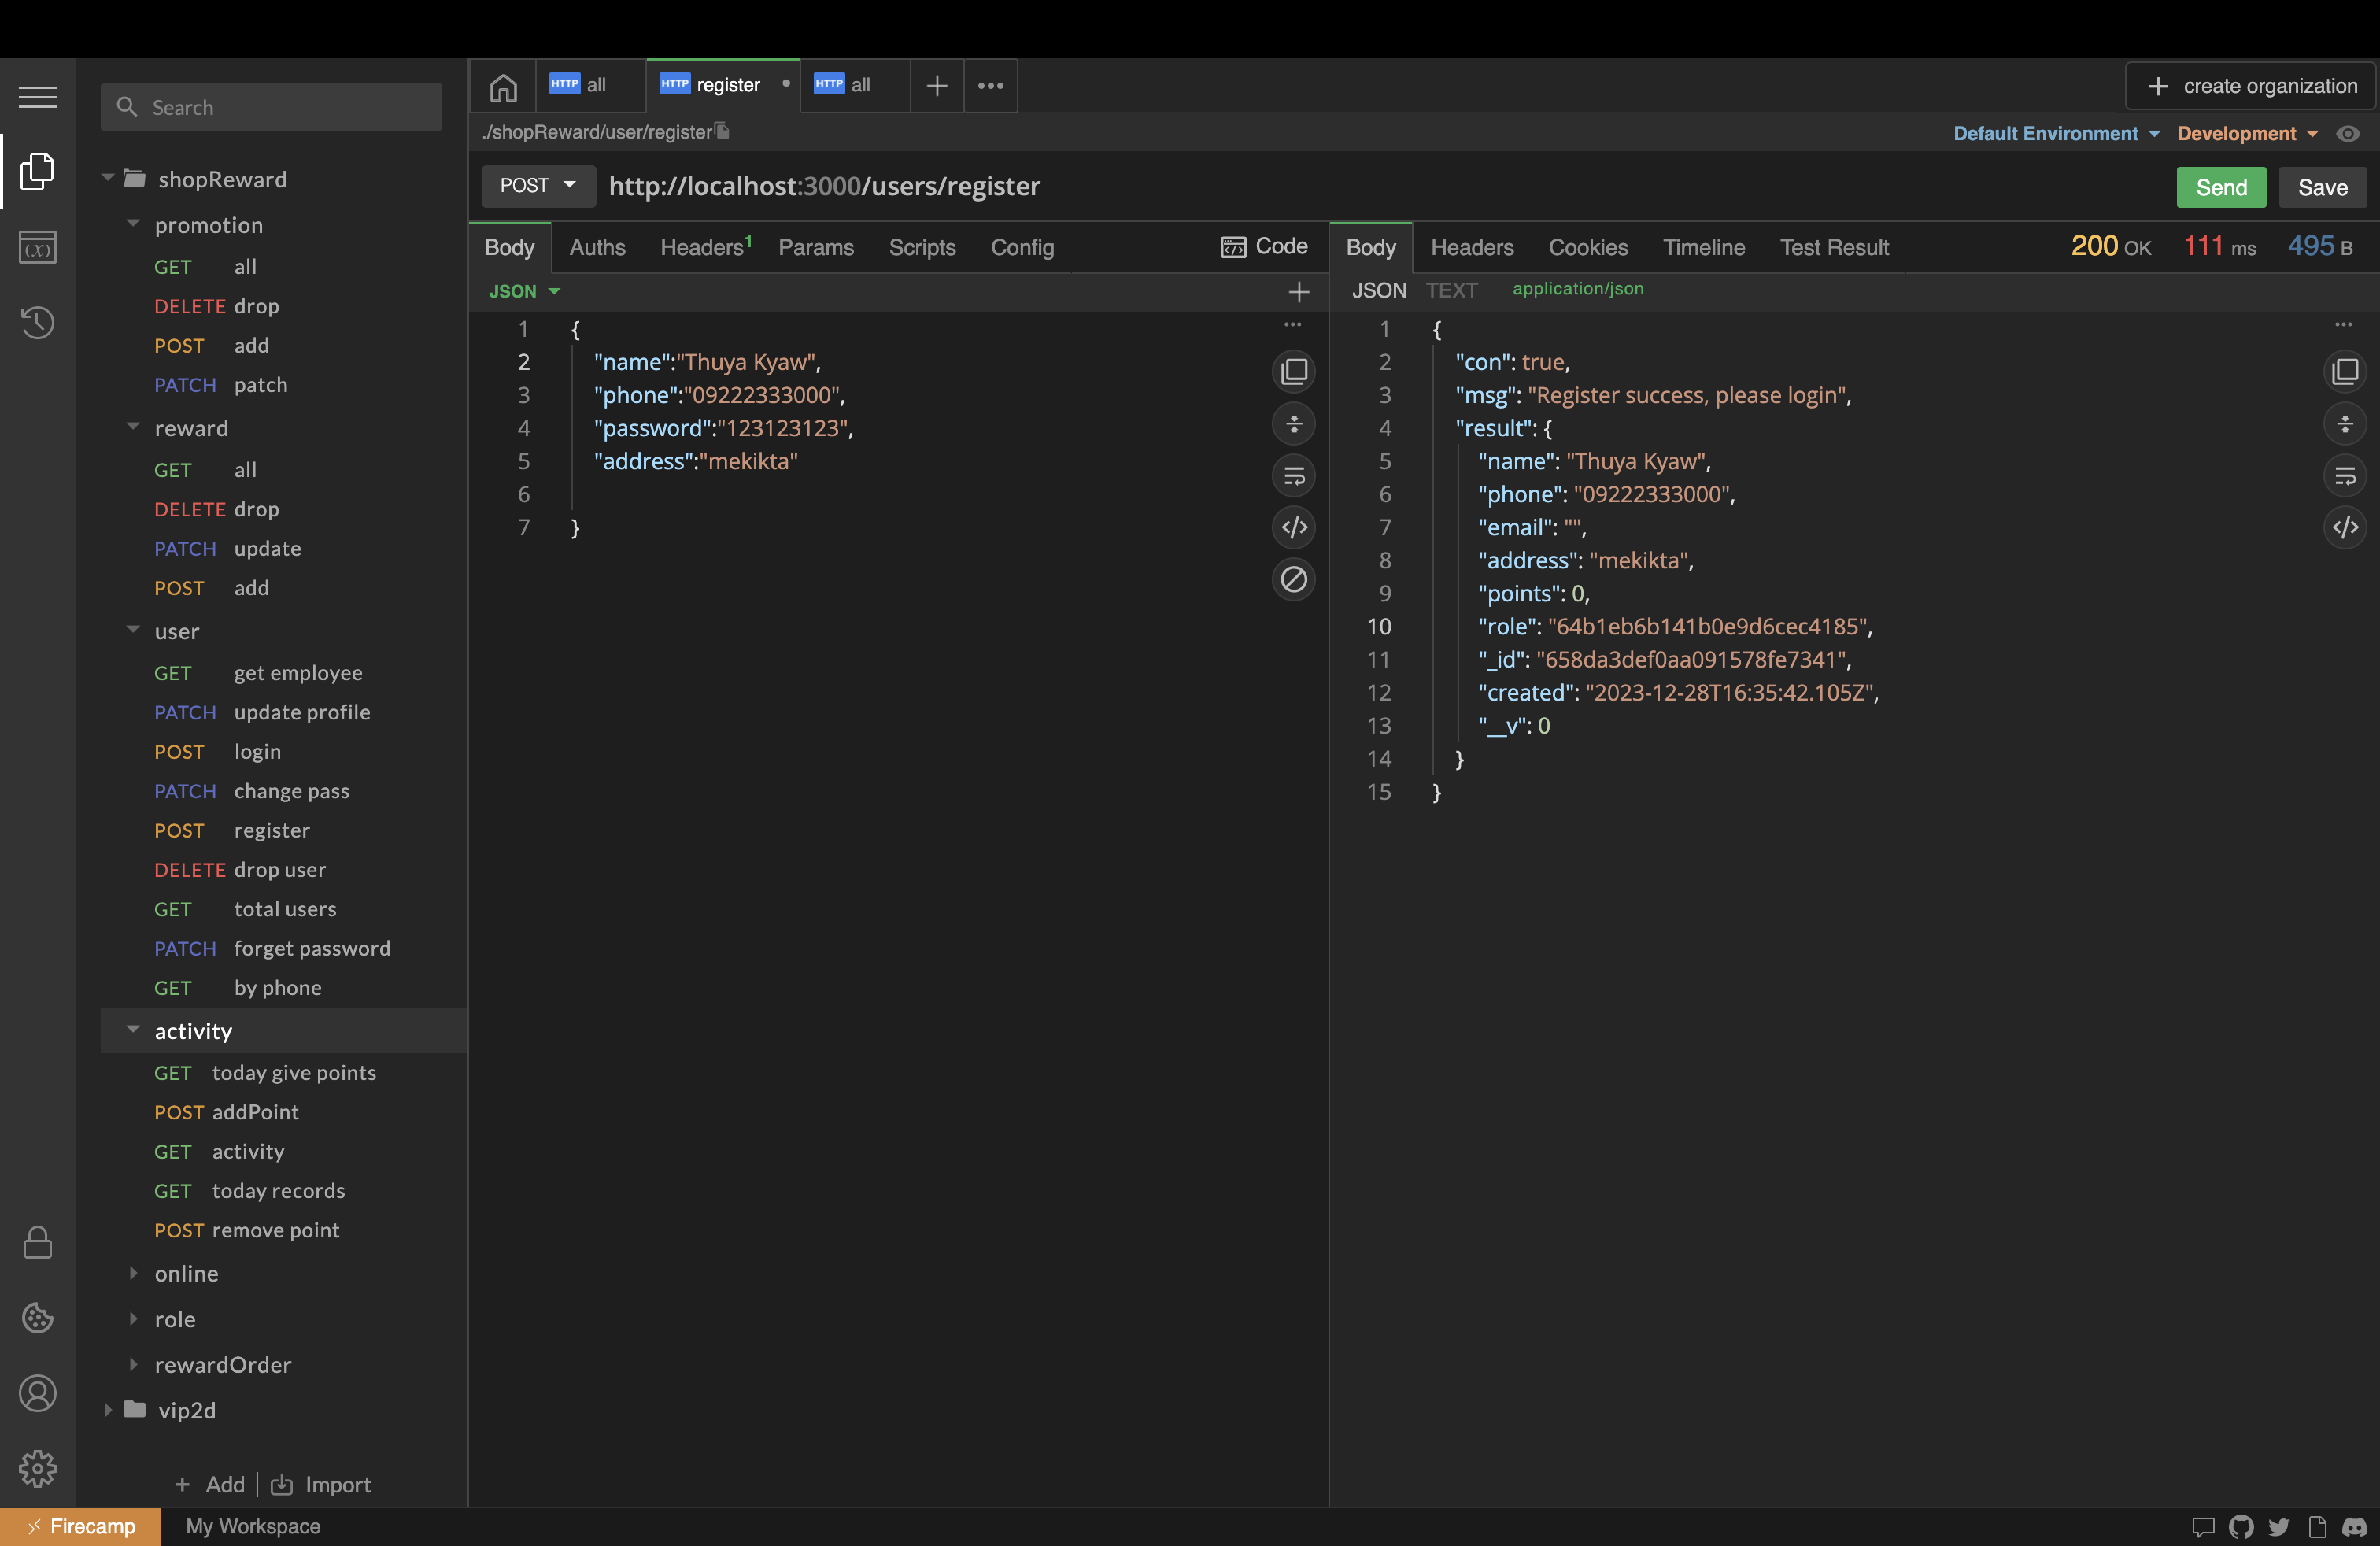 Search
shopReward
promotion
GET all
DELETE drop
POST add
PATCH patch
reward
GET all
DELETE drop
PATCH update
POST add
user
GET get employee
PATCH update profile
POST login
PATCH change pass
POST register
DELETE drop user
GET total users
PATCH forget password
GET by phone
activity
GET today give points
POST addPoint
GET activity
GET today records
POST remove point
online
role
rewardOrder
vip2d
+ Add | Import
HTTP all HTTP register HTTP all + •••
+ create organization
./shopReward/user/register
Default Environment Development
POST http://localhost:3000/users/register Send Save
Body Auths Headers1 Params Scripts Config Code
JSON +
1 {
2 "name":"Thuya Kyaw",
3 "phone":"09222333000",
4 "password":"123123123",
5 "address":"mekikta"
6
7 }
Body Headers Cookies Timeline Test Result 200 OK 111 ms 495 B
JSON TEXT application/json
1 {
2 "con": true,
3 "msg": "Register success, please login",
4 "result": {
5 "name": "Thuya Kyaw",
6 "phone": "09222333000",
7 "email": "",
8 "address": "mekikta",
9 "points": 0,
10 "role": "64b1eb6b141b0e9d6cec4185",
11 "_id": "658da3def0aa091578fe7341",
12 "created": "2023-12-28T16:35:42.105Z",
13 "__v": 0
14 }
15 }
Firecamp My Workspace